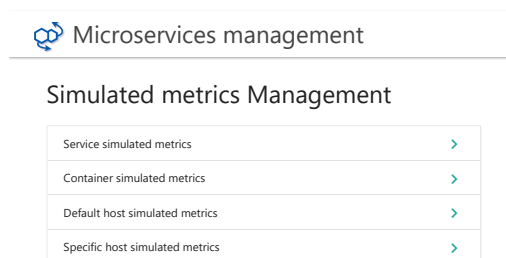 Microservices management
Simulated metrics Management
Service simulated metrics
Container simulated metrics
Default host simulated metrics
Specific host simulated metrics